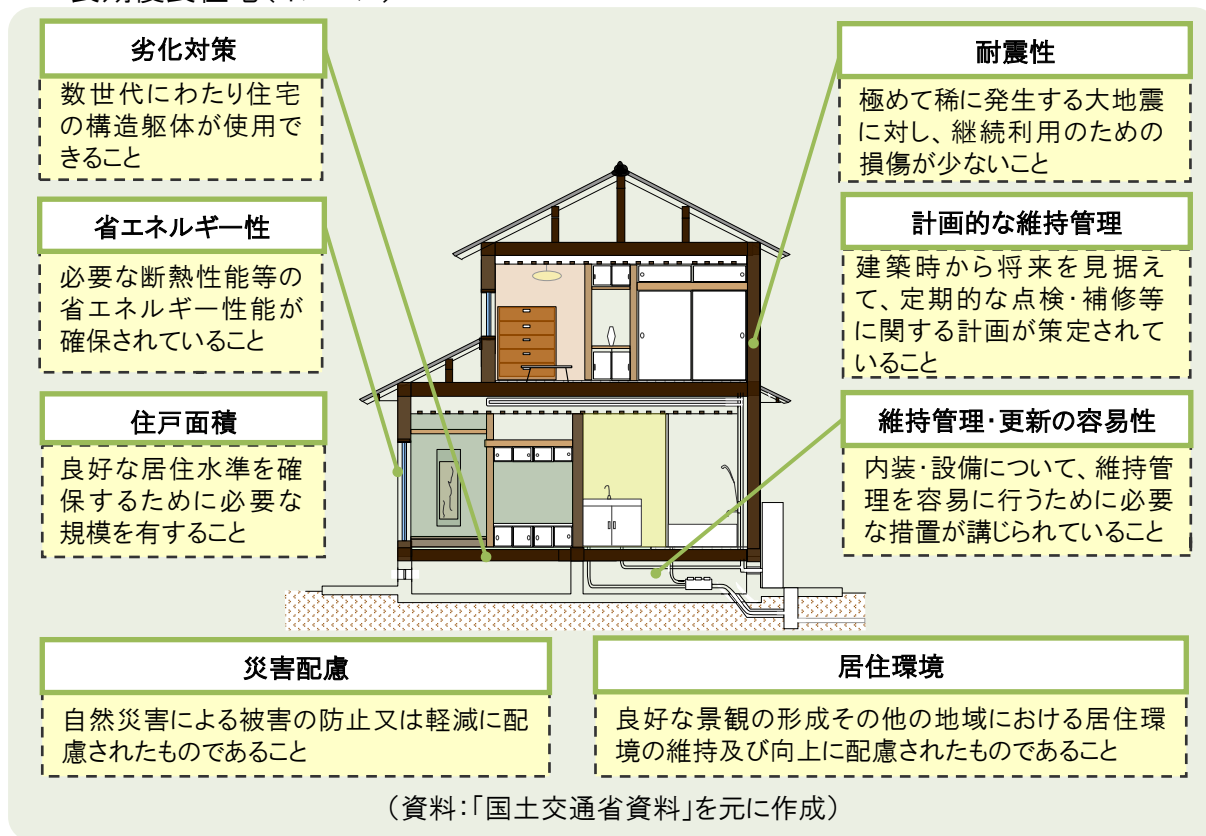 劣化対策
数世代にわたり住宅
の構造躯体が使用で
きること
省エネルギー性
必要な断熱性能等の
省エネルギー性能が
確保されていること
住戸面積
良好な居住水準を確
保するために必要な
規模を有すること
耐震性
極めて稀に発生する大地震
に対し、継続利用のための
損傷が少ないこと
計画的な維持管理
建築時から将来を見据え
て、定期的な点検・補修等
に関する計画が策定されて
いること
維持管理・更新の容易性
内装・設備について、維持管
理を容易に行うために必要
な措置が講じられていること
災害配慮
自然災害による被害の防止又は軽減に配
慮されたものであること
居住環境
良好な景観の形成その他の地域における居住環
境の維持及び向上に配慮されたものであること
（資料：「国土交通省資料」を元に作成）